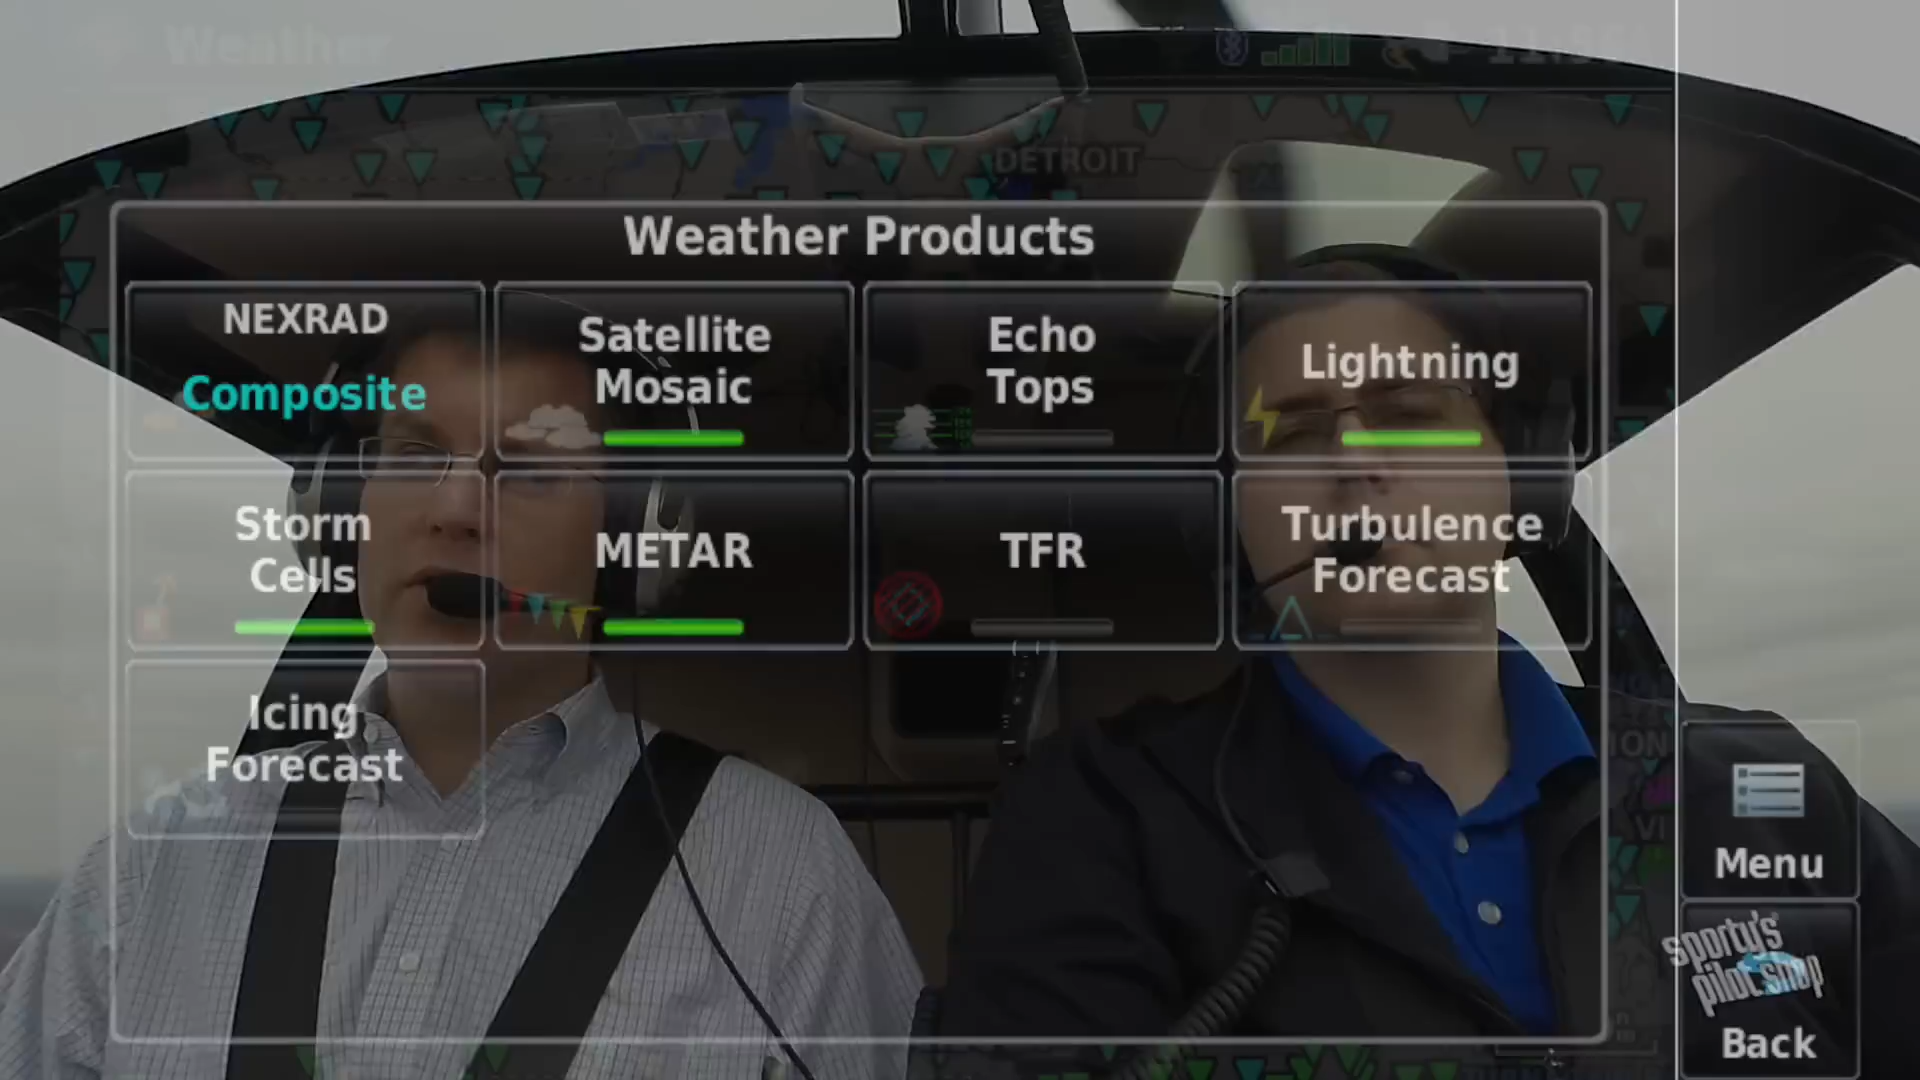 Weather
DETROIT
Weather Products
NEXRAD
Composite
Satellite
Mosaic
Echo
Tops
Lightning
Storm
Cells
METAR
TFR
Turbulence
Forecast
Icing
Forecast
Menu
sporty's
pilot shop
Back